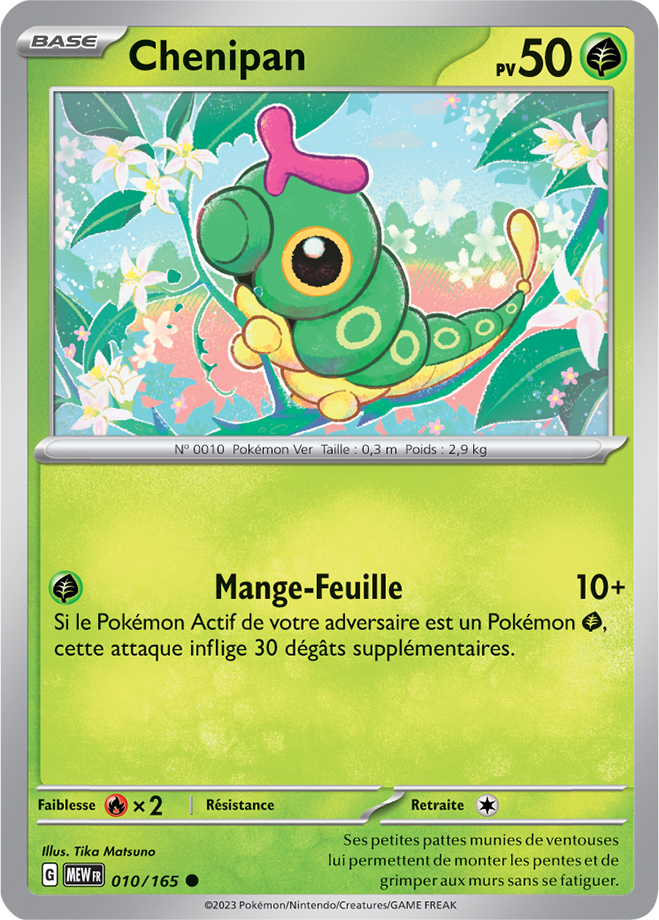 BASE
Chenipan
PV 50
N° 0010 Pokémon Ver Taille : 0,3 m Poids : 2,9 kg
Mange-Feuille 10+
Si le Pokémon Actif de votre adversaire est un Pokémon ,
cette attaque inflige 30 dégâts supplémentaires.
Faiblesse ×2 Résistance Retraite
Illus. Tika Matsuno
G MEW FR 010/165
Ses petites pattes munies de ventouses
lui permettent de monter les pentes et de
grimper aux murs sans se fatiguer.
©2023 Pokémon/Nintendo/Creatures/GAME FREAK